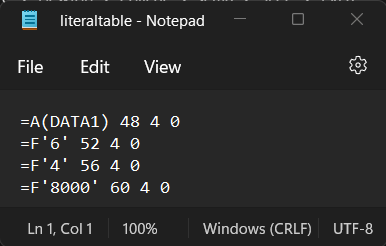 literaltable - Notepad
File Edit View
=A(DATA1) 48 4 0
=F'6' 52 4 0
=F'4' 56 4 0
=F'8000' 60 4 0
Ln 1, Col 1 100% Windows (CRLF) UTF-8